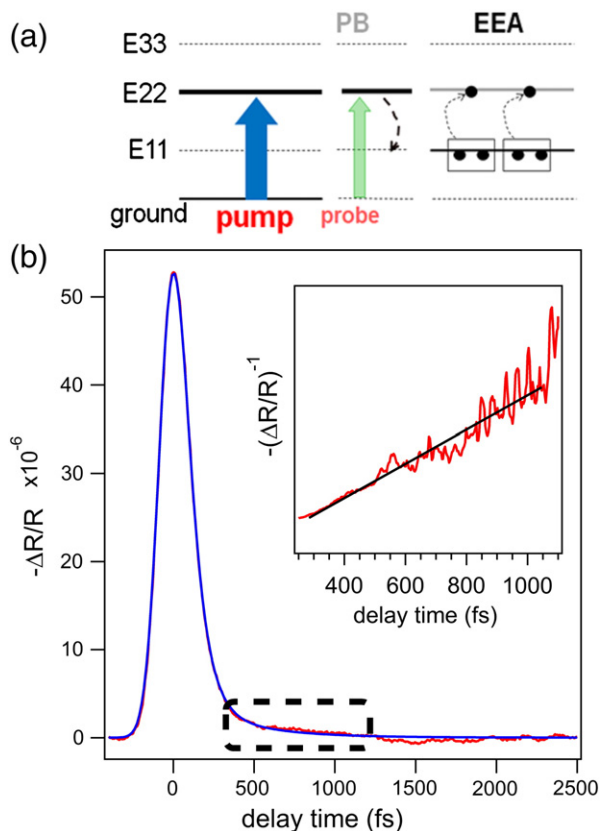 (a)
PB
EEA
E33
E22
E11
ground
pump
probe
(b)
-ΔR/R x10⁻⁶
50
40
30
20
10
0
0
500
1000
1500
2000
2500
delay time (fs)
-(ΔR/R)⁻¹
400
600
800
1000
delay time (fs)